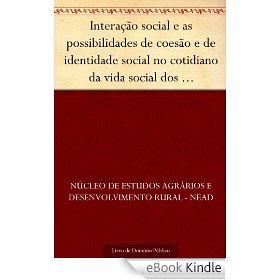 Interação social e as
possibilidades de coesão e de
identidade social no cotidiano
da vida social dos …
NÚCLEO DE ESTUDOS AGRÁRIOS E
DESENVOLVIMENTO RURAL - NEAD
Livro de Domínio Público
eBook Kindle